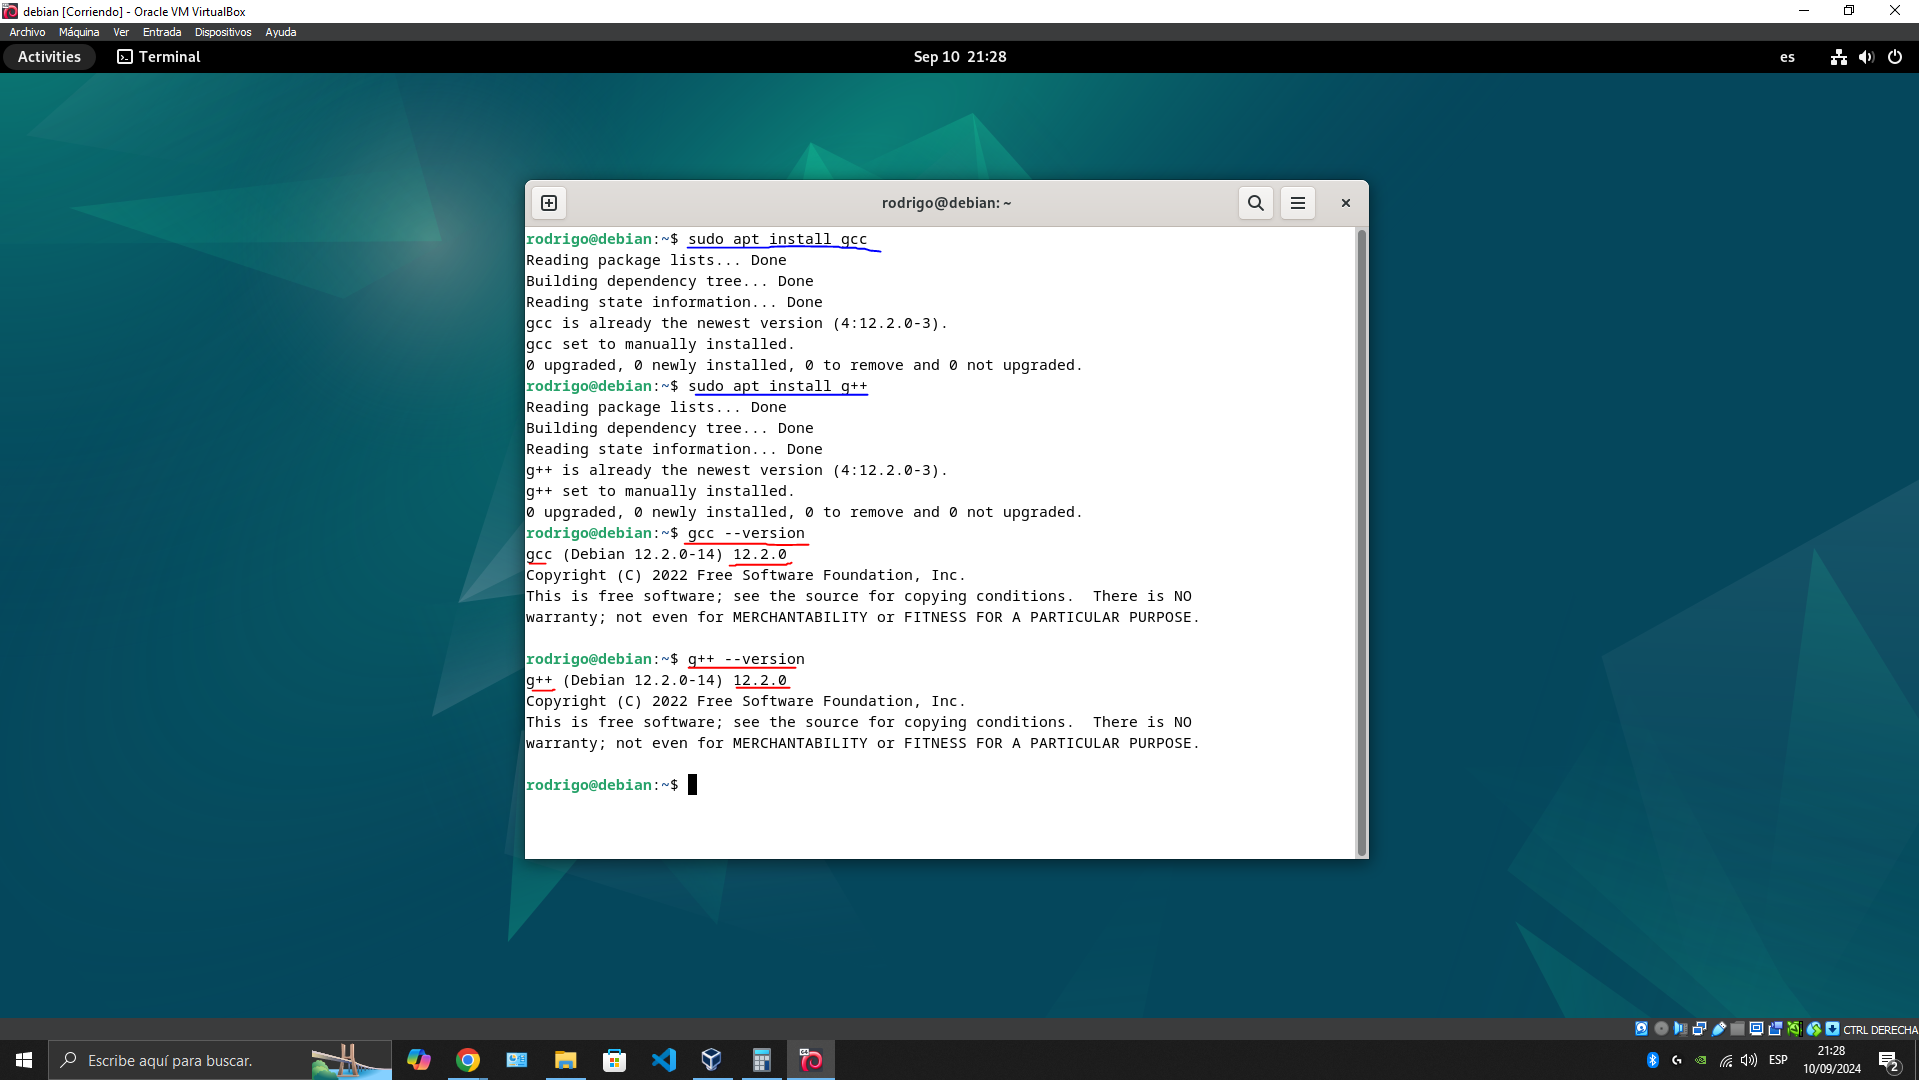 debian [Corriendo] - Oracle VM VirtualBox
Archivo Máquina Ver Entrada Dispositivos Ayuda
Activities Terminal Sep 10 21:28 es
rodrigo@debian: ~
rodrigo@debian:~$ sudo apt install gcc
Reading package lists... Done
Building dependency tree... Done
Reading state information... Done
gcc is already the newest version (4:12.2.0-3).
gcc set to manually installed.
0 upgraded, 0 newly installed, 0 to remove and 0 not upgraded.
rodrigo@debian:~$ sudo apt install g++
Reading package lists... Done
Building dependency tree... Done
Reading state information... Done
g++ is already the newest version (4:12.2.0-3).
g++ set to manually installed.
0 upgraded, 0 newly installed, 0 to remove and 0 not upgraded.
rodrigo@debian:~$ gcc --version
gcc (Debian 12.2.0-14) 12.2.0
Copyright (C) 2022 Free Software Foundation, Inc.
This is free software; see the source for copying conditions.  There is NO
warranty; not even for MERCHANTABILITY or FITNESS FOR A PARTICULAR PURPOSE.
rodrigo@debian:~$ g++ --version
g++ (Debian 12.2.0-14) 12.2.0
Copyright (C) 2022 Free Software Foundation, Inc.
This is free software; see the source for copying conditions.  There is NO
warranty; not even for MERCHANTABILITY or FITNESS FOR A PARTICULAR PURPOSE.
rodrigo@debian:~$
CTRL DERECHA
Escribe aquí para buscar.
ESP
21:28
10/09/2024
2